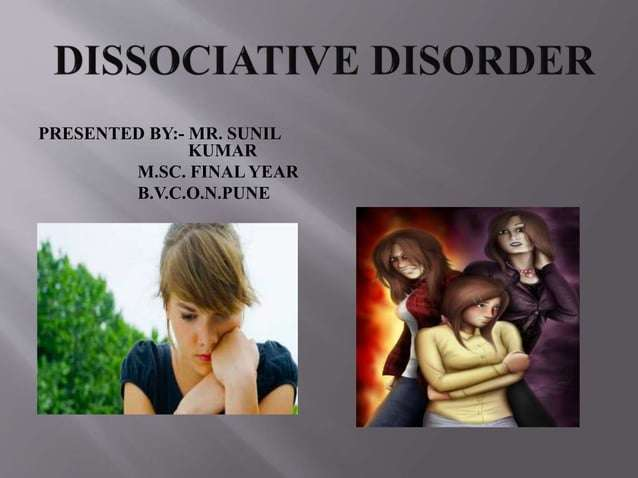 DISSOCIATIVE DISORDER
PRESENTED BY:- MR. SUNIL
KUMAR
M.SC. FINAL YEAR
B.V.C.O.N.PUNE